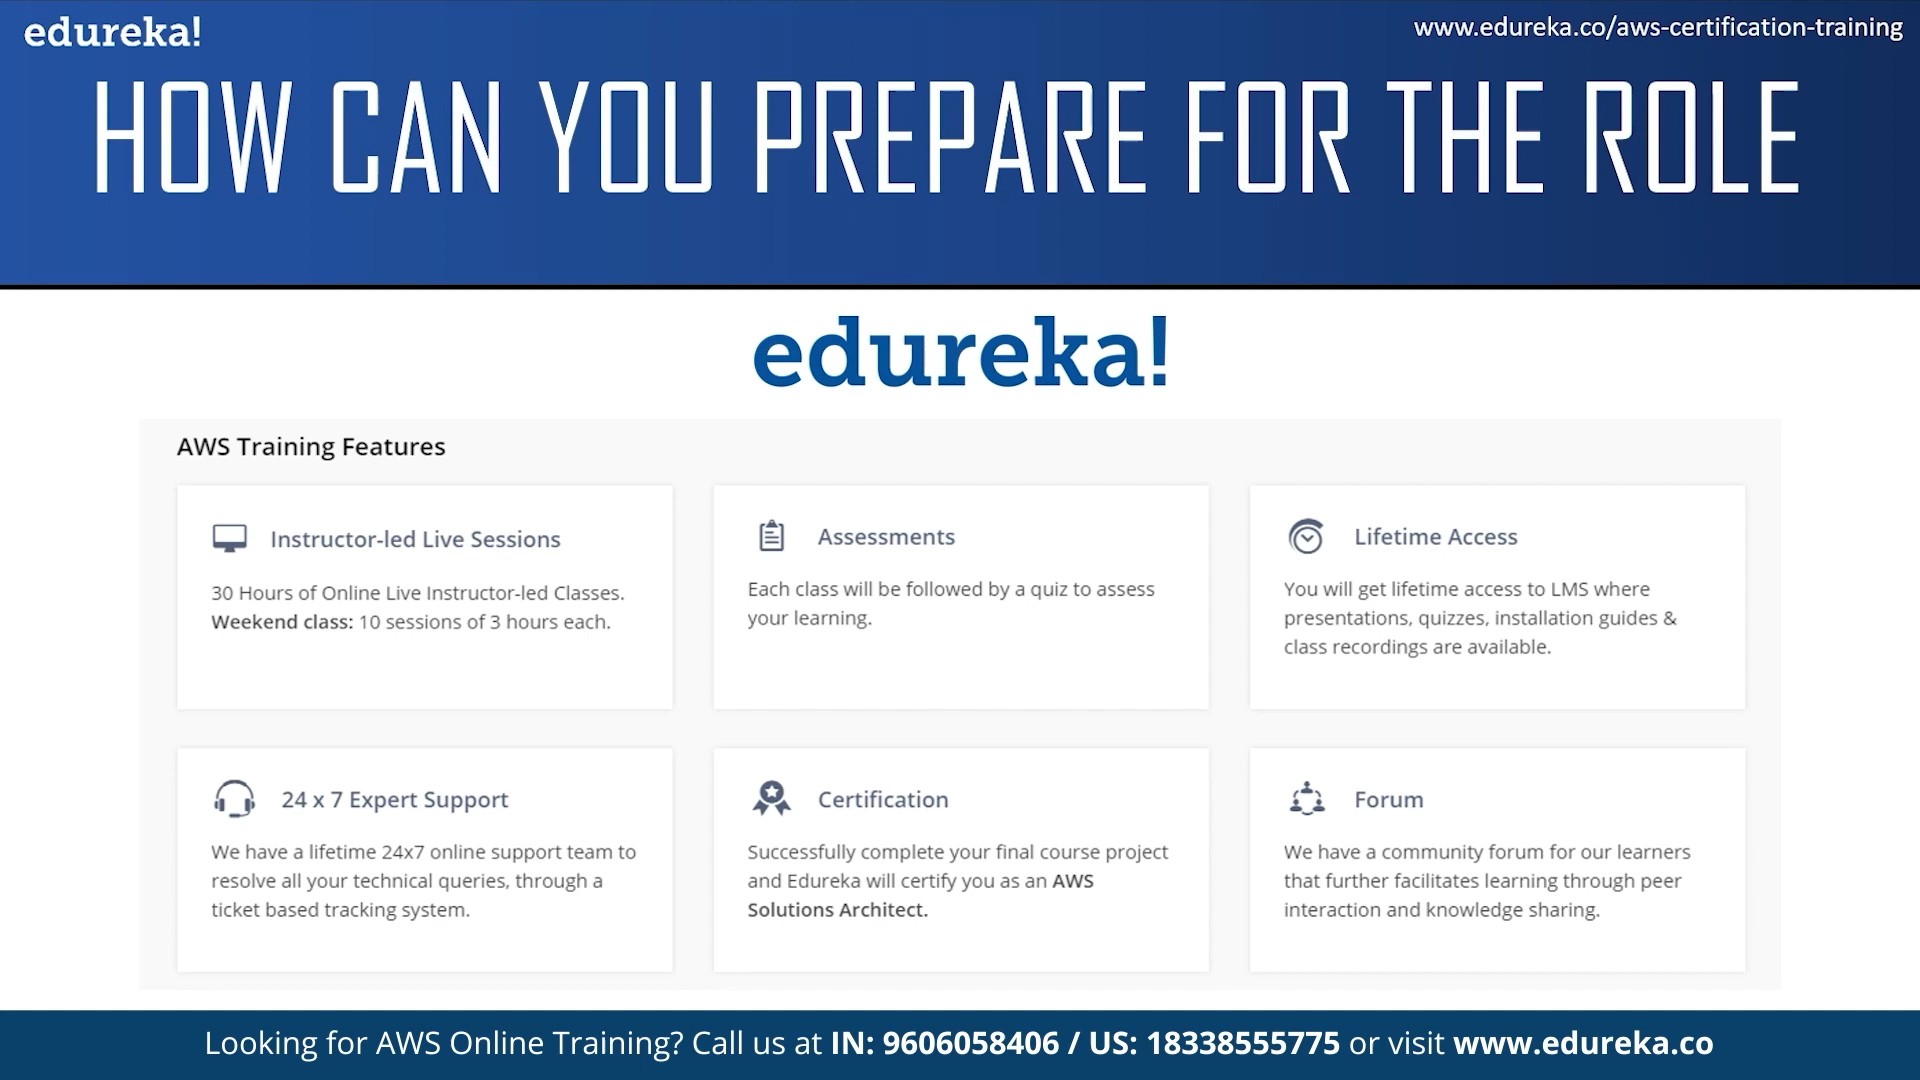 edureka!
www.edureka.co/aws-certification-training
HOW CAN YOU PREPARE FOR THE ROLE
edureka!
AWS Training Features
Instructor-led Live Sessions
30 Hours of Online Live Instructor-led Classes.
Weekend class: 10 sessions of 3 hours each.
Assessments
Each class will be followed by a quiz to assess
your learning.
Lifetime Access
You will get lifetime access to LMS where
presentations, quizzes, installation guides &
class recordings are available.
24 x 7 Expert Support
We have a lifetime 24x7 online support team to
resolve all your technical queries, through a
ticket based tracking system.
Certification
Successfully complete your final course project
and Edureka will certify you as an AWS
Solutions Architect.
Forum
We have a community forum for our learners
that further facilitates learning through peer
interaction and knowledge sharing.
Looking for AWS Online Training? Call us at IN: 9606058406 / US: 18338555775 or visit www.edureka.co